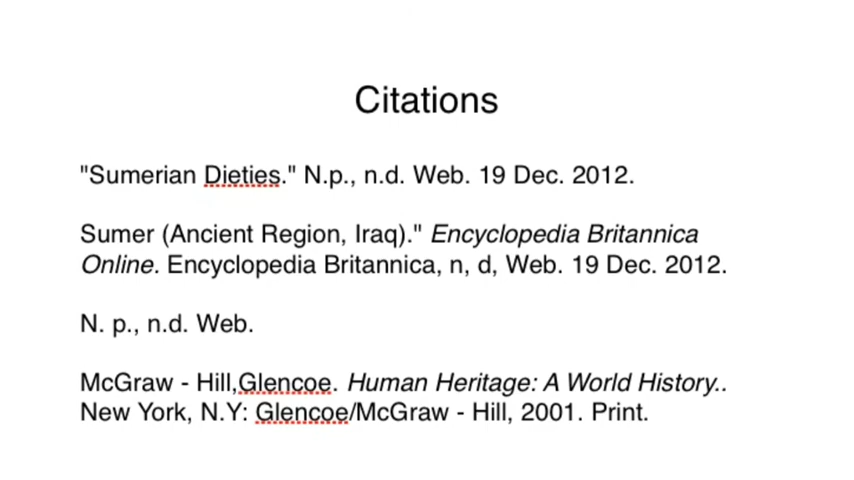 Citations
"Sumerian Dieties." N.p., n.d. Web. 19 Dec. 2012.
Sumer (Ancient Region, Iraq)." Encyclopedia Britannica
Online. Encyclopedia Britannica, n, d, Web. 19 Dec. 2012.
N. p., n.d. Web.
McGraw - Hill,Glencoe. Human Heritage: A World History..
New York, N.Y: Glencoe/McGraw - Hill, 2001. Print.